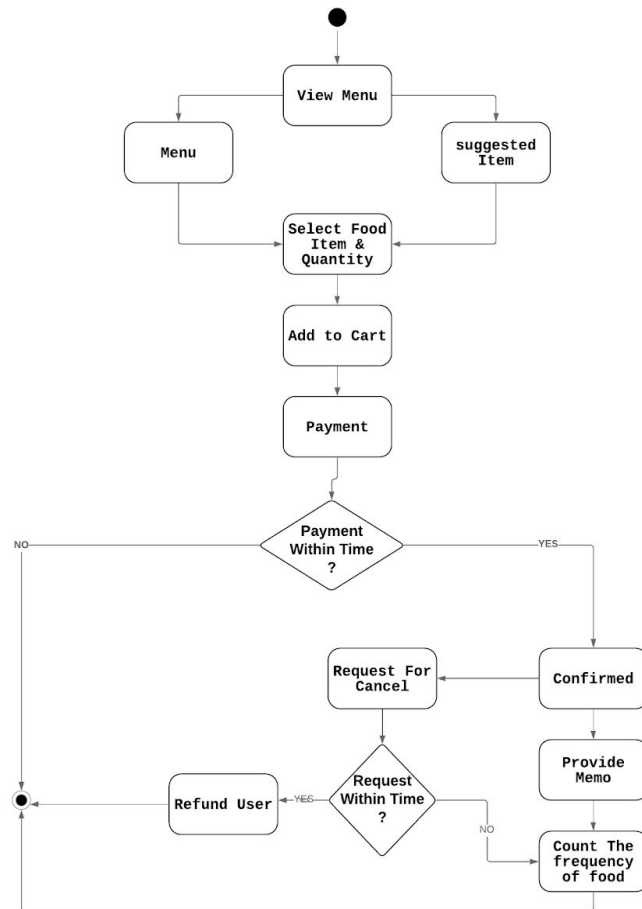 View Menu
Menu
suggested
Item
Select Food
Item &
Quantity
Add to Cart
Payment
Payment
Within Time
?
NO
YES
Request For
Cancel
Confirmed
Provide
Memo
Request
Within Time
?
YES
Refund User
NO
Count The
frequency
of food